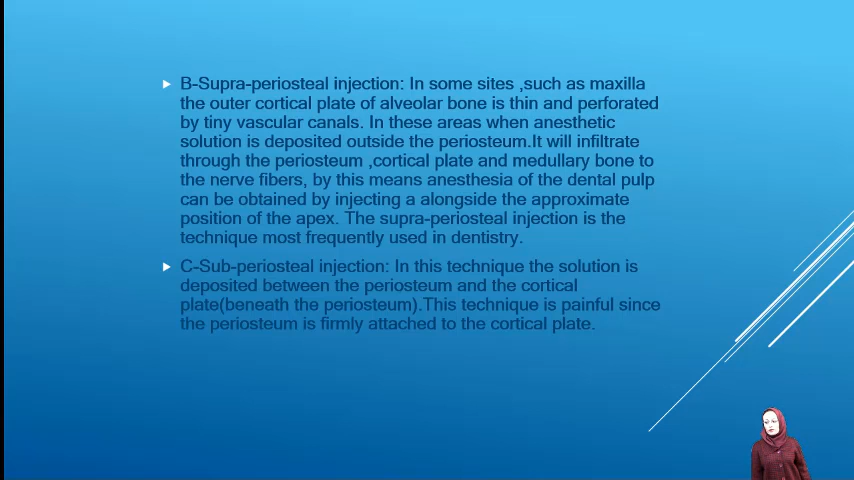 B-Supra-periosteal injection: In some sites ,such as maxilla
the outer cortical plate of alveolar bone is thin and perforated
by tiny vascular canals. In these areas when anesthetic
solution is deposited outside the periosteum.It will infiltrate
through the periosteum ,cortical plate and medullary bone to
the nerve fibers, by this means anesthesia of the dental pulp
can be obtained by injecting a alongside the approximate
position of the apex. The supra-periosteal injection is the
technique most frequently used in dentistry.
C-Sub-periosteal injection: In this technique the solution is
deposited between the periosteum and the cortical
plate(beneath the periosteum).This technique is painful since
the periosteum is firmly attached to the cortical plate.